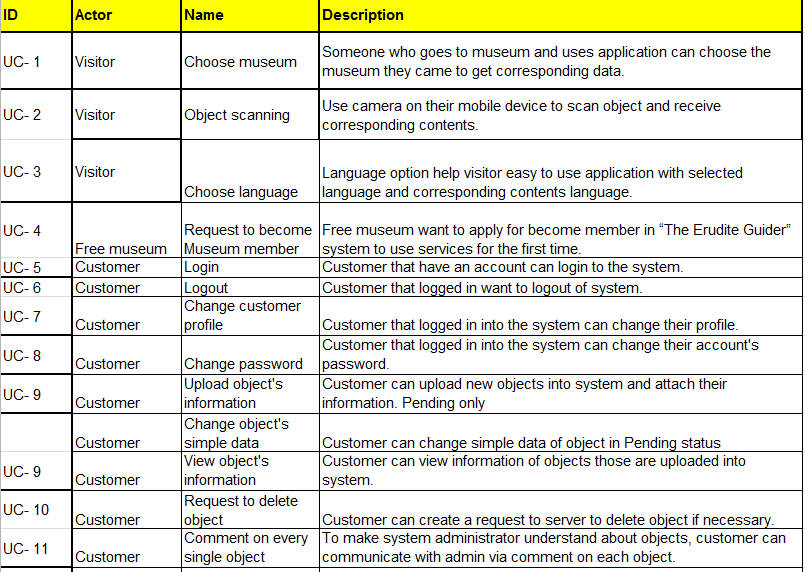 ID Actor Name Description
UC- 1 Visitor Choose museum Someone who goes to museum and uses application can choose the
museum they came to get corresponding data.
UC- 2 Visitor Object scanning Use camera on their mobile device to scan object and receive
corresponding contents.
UC- 3 Visitor Choose language Language option help visitor easy to use application with selected
language and corresponding contents language.
UC- 4 Free museum Request to become
Museum member
Free museum want to apply for become member in “The Erudite Guider”
system to use services for the first time.
UC- 5 Customer Login Customer that have an account can login to the system.
UC- 6 Customer Logout Customer that logged in want to logout of system.
UC- 7 Customer Change customer
profile
Customer that logged in into the system can change their profile.
UC- 8 Customer Change password Customer that logged in into the system can change their account's
password.
UC- 9 Customer Upload object's
information
Customer can upload new objects into system and attach their
information. Pending only
Customer Change object's
simple data
Customer can change simple data of object in Pending status
UC- 9 Customer View object's
information
Customer can view information of objects those are uploaded into
system.
UC- 10 Customer Request to delete
object
Customer can create a request to server to delete object if necessary.
UC- 11 Customer Comment on every
single object
To make system administrator understand about objects, customer can
communicate with admin via comment on each object.